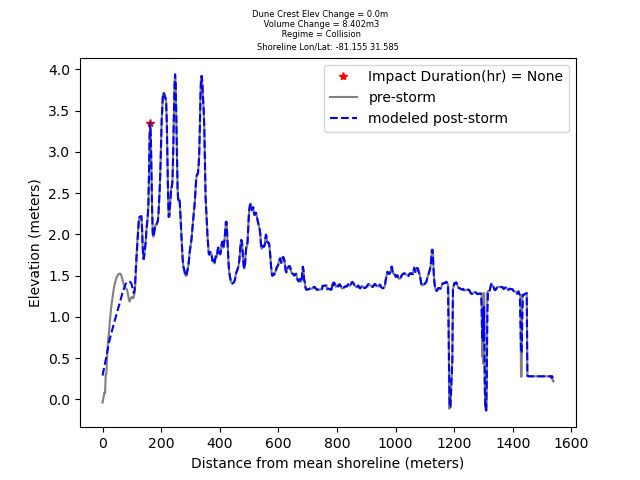 Dune Crest Elev Change = 0.0m
Volume Change = 8.402m3
Regime = Collision
Shoreline Lon/Lat: -81.155 31.585
Impact Duration(hr) = None
pre-storm
modeled post-storm
Elevation (meters)
4.0
3.5
3.0
2.5
2.0
1.5
1.0
0.5
0.0
0 200 400 600 800 1000 1200 1400 1600
Distance from mean shoreline (meters)